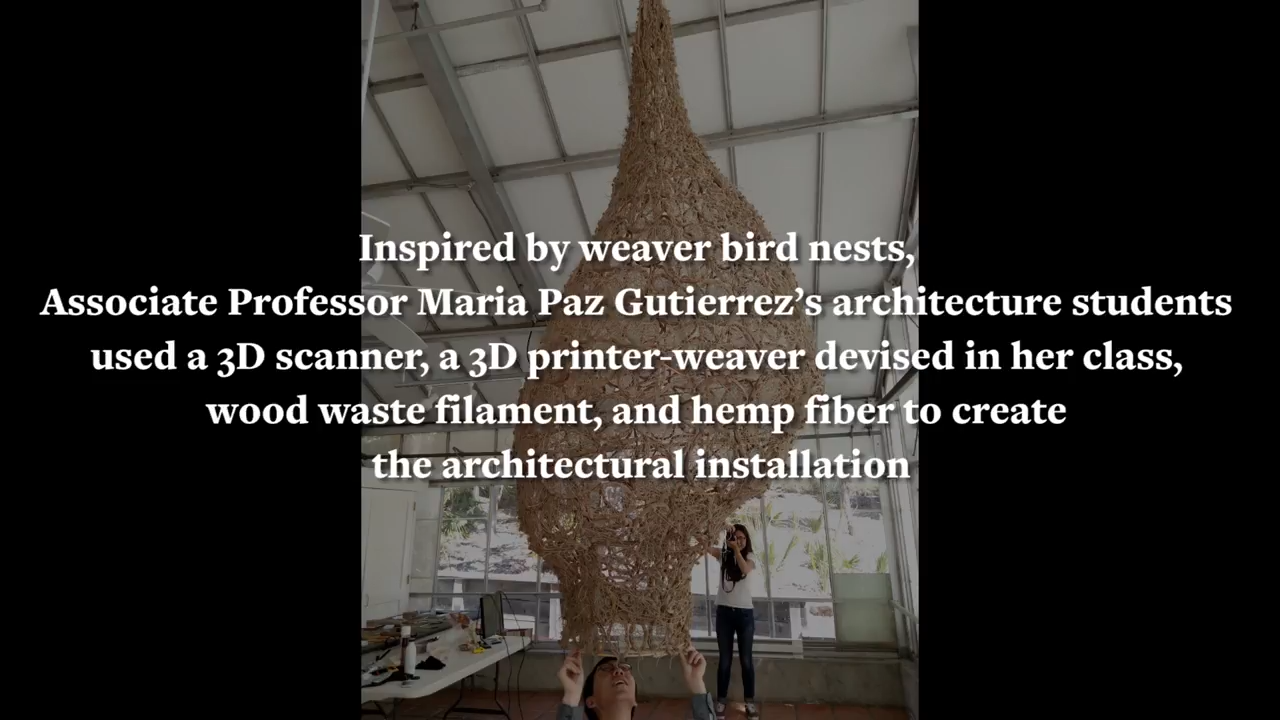 Inspired by weaver bird nests,
Associate Professor Maria Paz Gutierrez’s architecture students
used a 3D scanner, a 3D printer-weaver devised in her class,
wood waste filament, and hemp fiber to create
the architectural installation